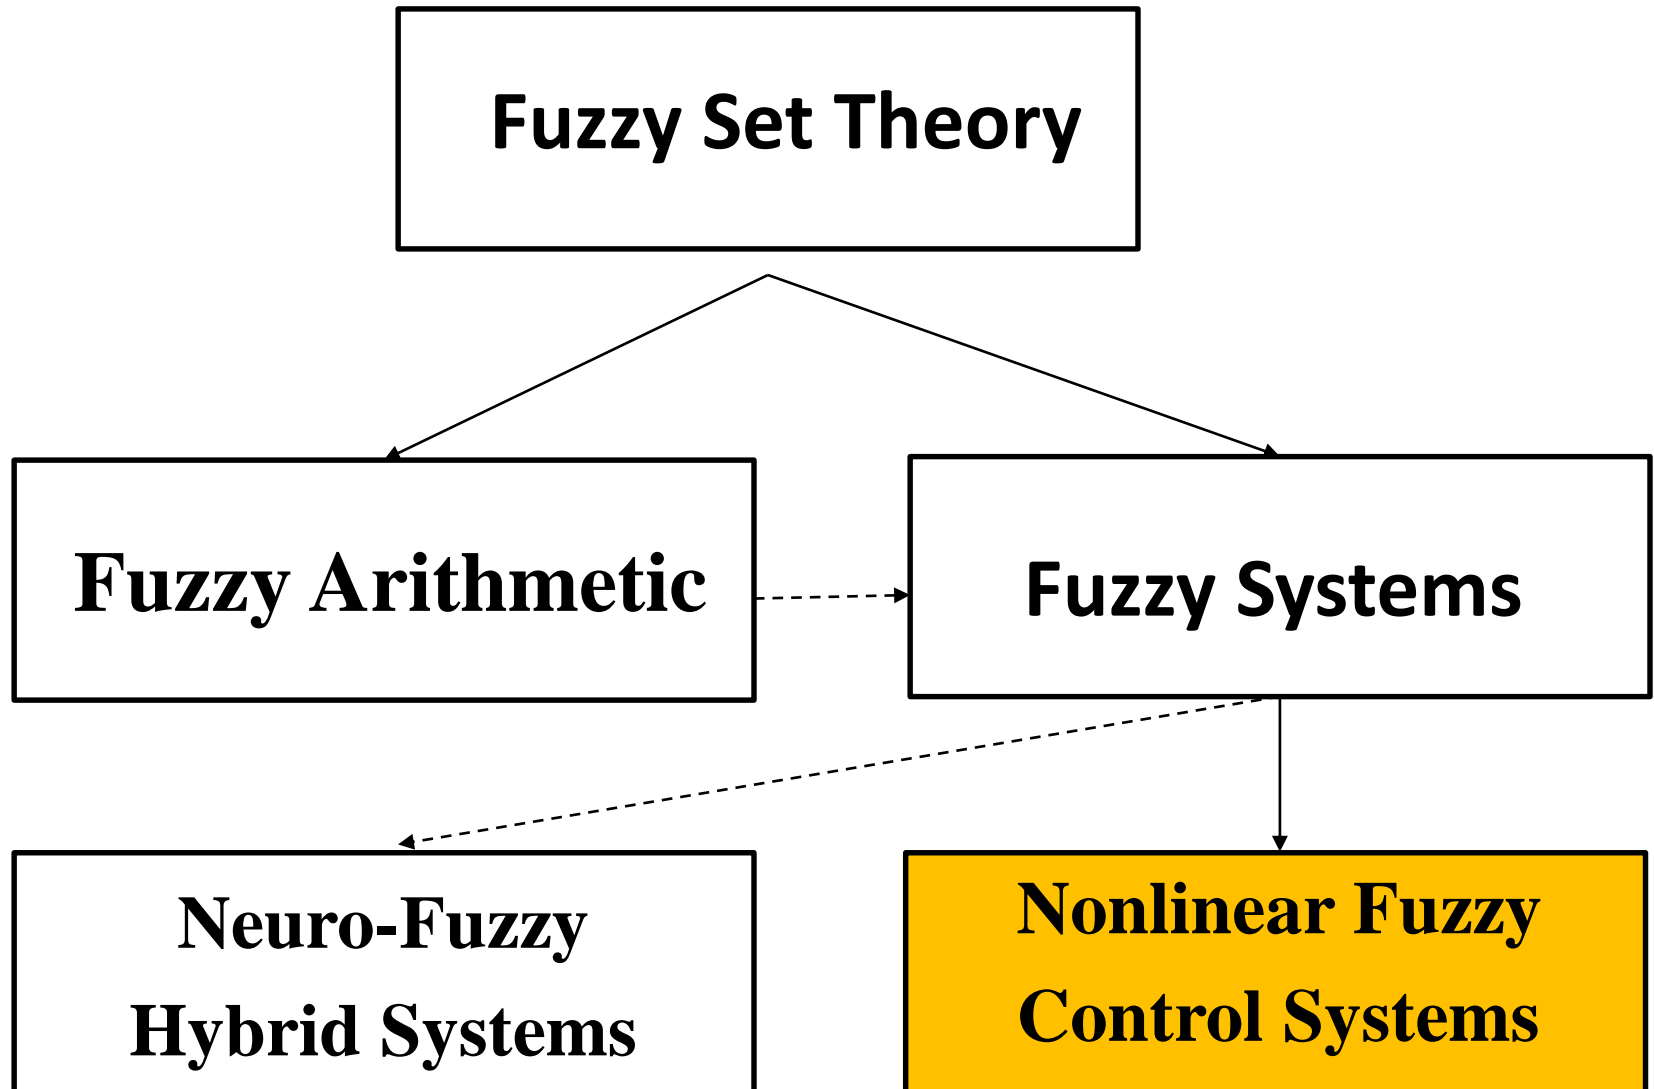 Fuzzy Set Theory
Fuzzy Arithmetic
Fuzzy Systems
Neuro-Fuzzy
Hybrid Systems
Nonlinear Fuzzy
Control Systems